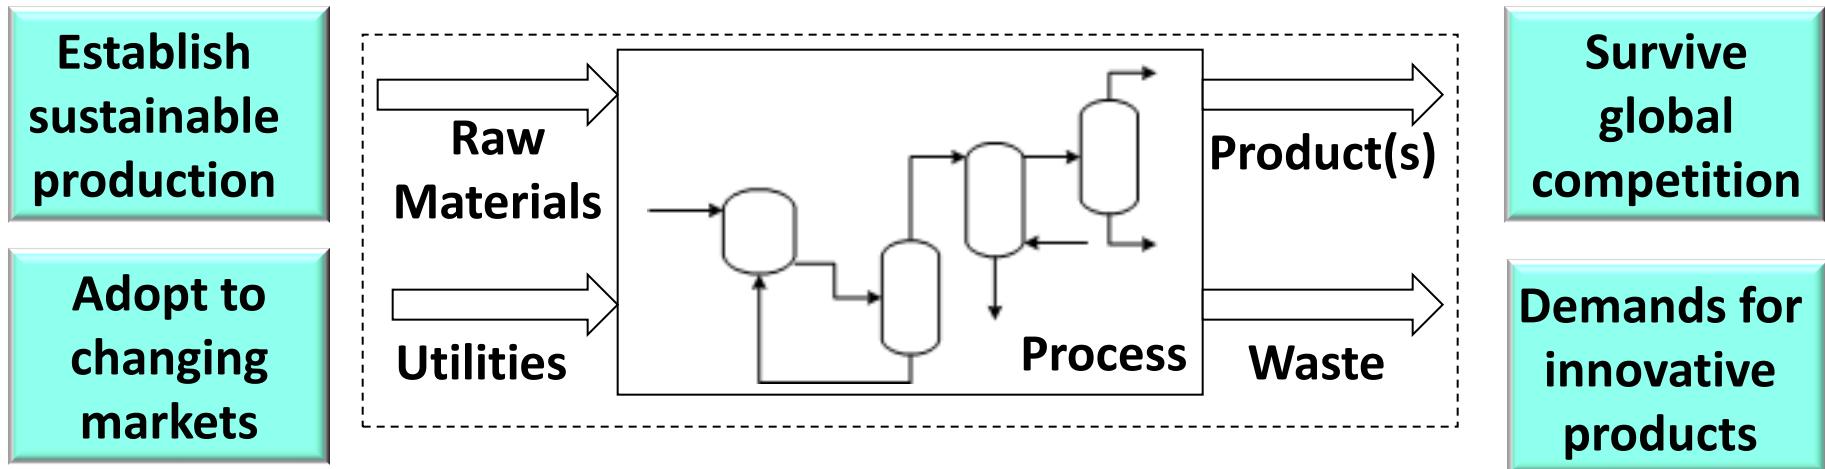 Establish
sustainable
production
Adopt to
changing
markets
Raw
Materials
Utilities
Process
Product(s)
Waste
Survive
global
competition
Demands for
innovative
products